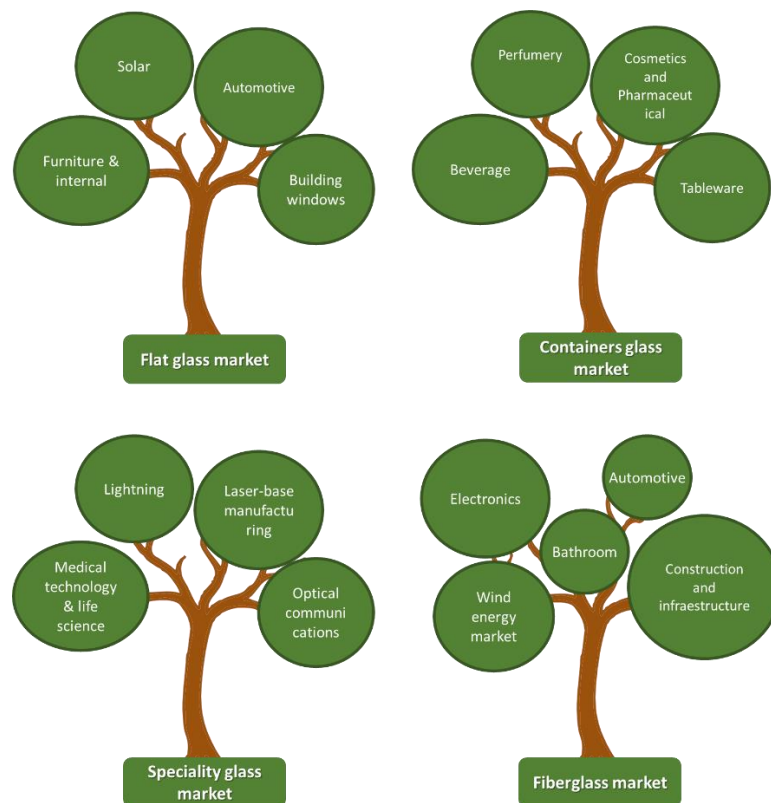 Solar
Automotive
Furniture &
internal
Building
windows
Flat glass market
Perfumery
Cosmetics
and
Pharmaceut
ical
Beverage
Tableware
Containers glass
market
Lightning
Laser-base
manufactu
ring
Medical
technology
& life
science
Optical
communi
cations
Speciality glass
market
Electronics
Automotive
Bathroom
Wind
energy
market
Construction
and
infraestructure
Fiberglass market